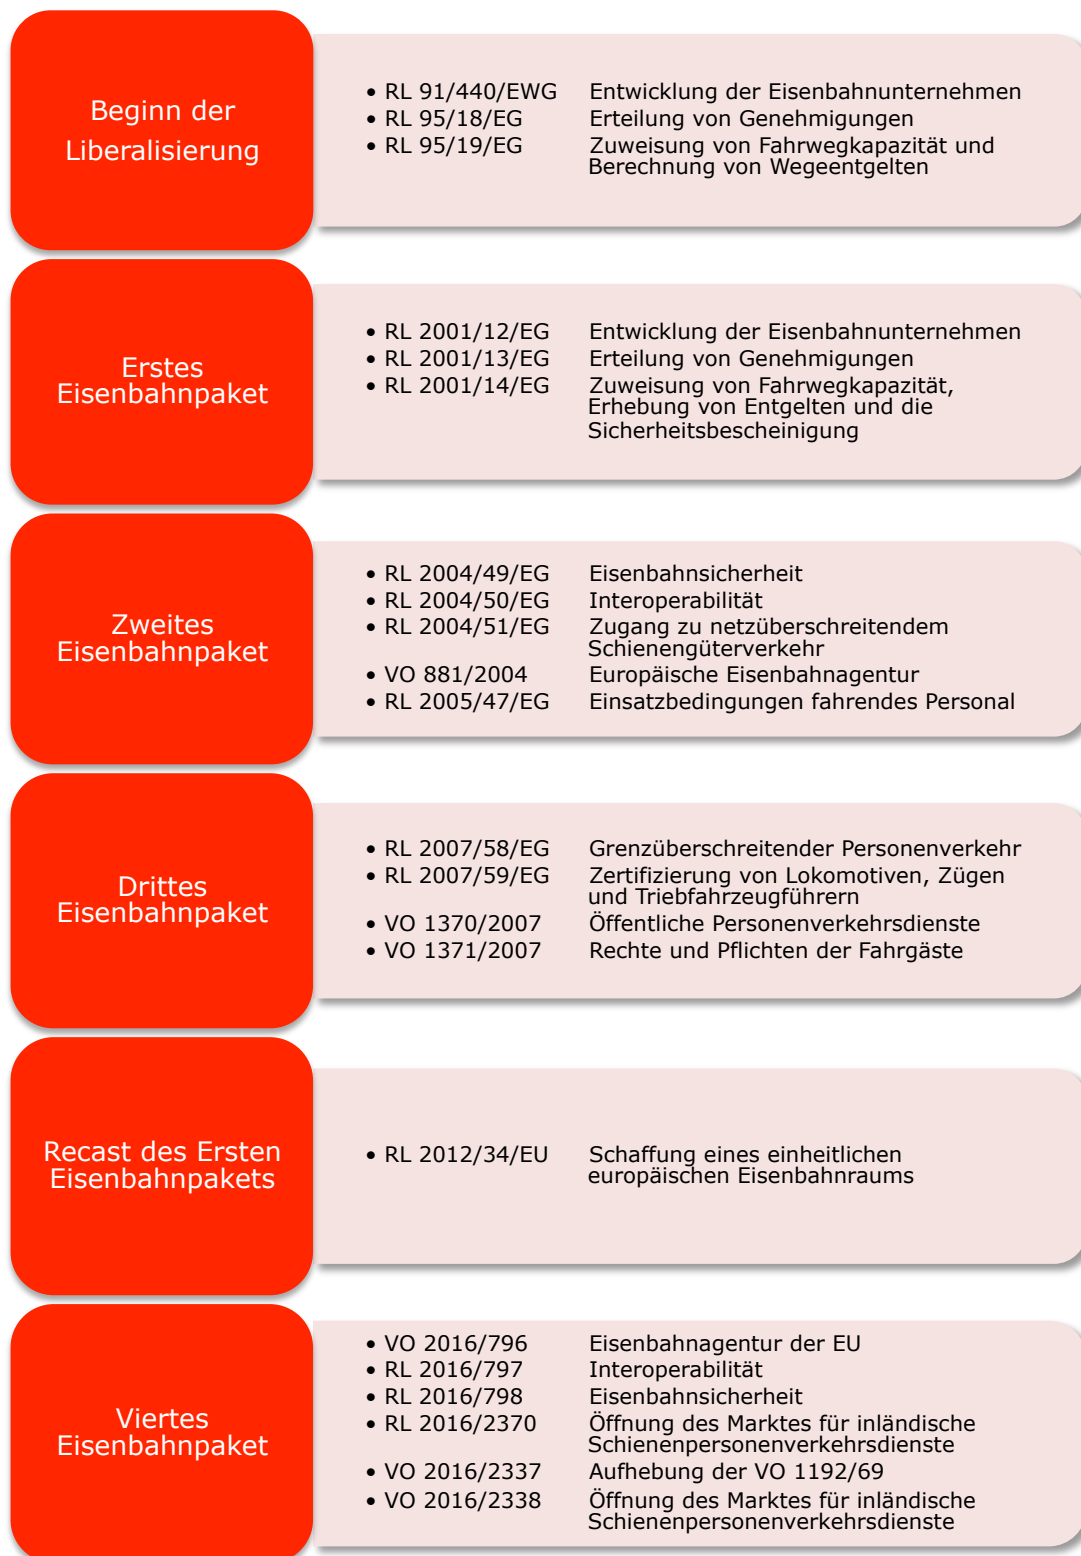 Beginn der
Liberalisierung
• RL 91/440/EWG Entwicklung der Eisenbahnunternehmen
• RL 95/18/EG Erteilung von Genehmigungen
• RL 95/19/EG Zuweisung von Fahrwegkapazität und
Berechnung von Wegeentgelten
Erstes
Eisenbahnpaket
• RL 2001/12/EG Entwicklung der Eisenbahnunternehmen
• RL 2001/13/EG Erteilung von Genehmigungen
• RL 2001/14/EG Zuweisung von Fahrwegkapazität,
Erhebung von Entgelten und die
Sicherheitsbescheinigung
Zweites
Eisenbahnpaket
• RL 2004/49/EG Eisenbahnsicherheit
• RL 2004/50/EG Interoperabilität
• RL 2004/51/EG Zugang zu netzüberschreitendem
Schienengüterverkehr
• VO 881/2004 Europäische Eisenbahnagentur
• RL 2005/47/EG Einsatzbedingungen fahrendes Personal
Drittes
Eisenbahnpaket
• RL 2007/58/EG Grenzüberschreitender Personenverkehr
• RL 2007/59/EG Zertifizierung von Lokomotiven, Zügen
und Triebfahrzeugführern
• VO 1370/2007 Öffentliche Personenverkehrsdienste
• VO 1371/2007 Rechte und Pflichten der Fahrgäste
Recast des Ersten
Eisenbahnpakets
• RL 2012/34/EU Schaffung eines einheitlichen
europäischen Eisenbahnraums
Viertes
Eisenbahnpaket
• VO 2016/796 Eisenbahnagentur der EU
• RL 2016/797 Interoperabilität
• RL 2016/798 Eisenbahnsicherheit
• RL 2016/2370 Öffnung des Marktes für inländische
Schienenpersonenverkehrsdienste
• VO 2016/2337 Aufhebung der VO 1192/69
• VO 2016/2338 Öffnung des Marktes für inländische
Schienenpersonenverkehrsdienste